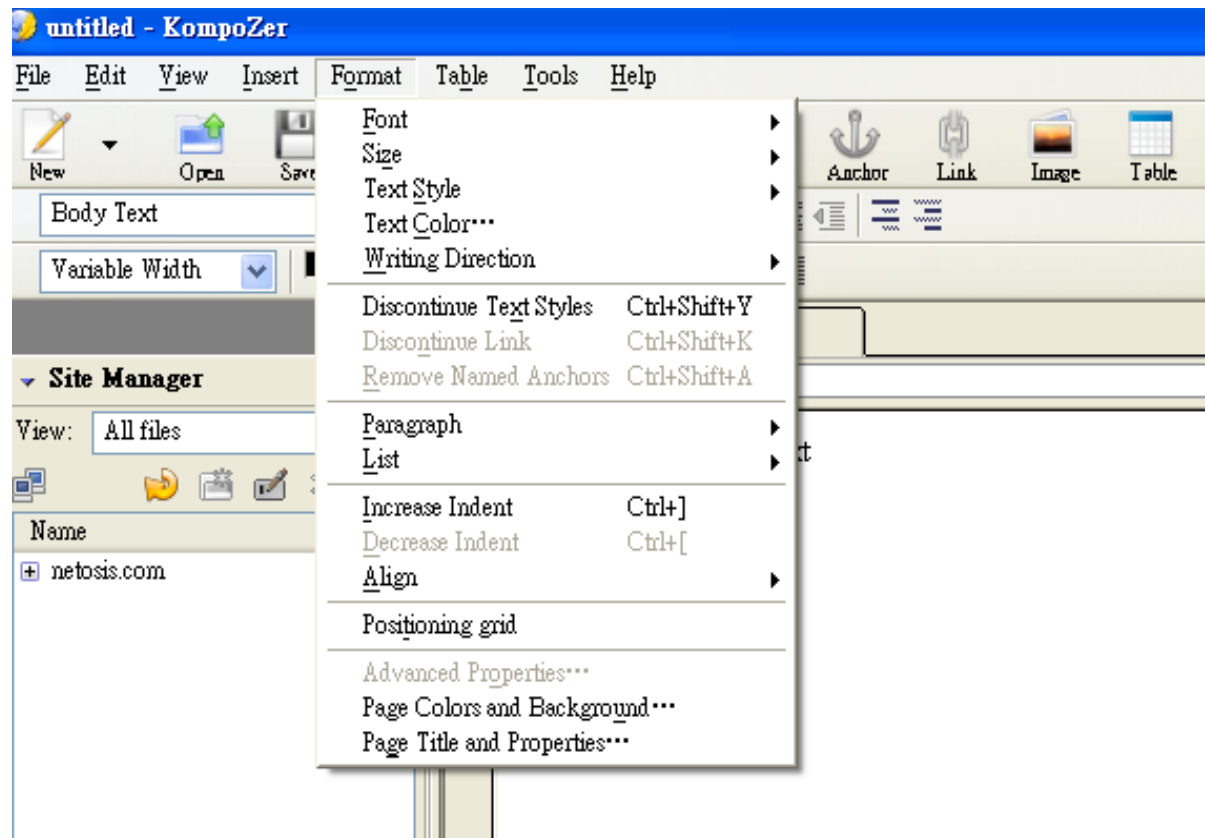 untitled - KompoZer
File Edit View Insert Format Table Tools Help
New Open Save Anchor Link Image Table
Body Text
Variable Width
Site Manager
View: All files
Name
netosis.com
Font
Size
Text Style
Text Color···
Writing Direction
Discontinue Text Styles Ctrl+Shift+Y
Discontinue Link Ctrl+Shift+K
Remove Named Anchors Ctrl+Shift+A
Paragraph
List
Increase Indent Ctrl+]
Decrease Indent Ctrl+[
Align
Positioning grid
Advanced Properties···
Page Colors and Background···
Page Title and Properties···